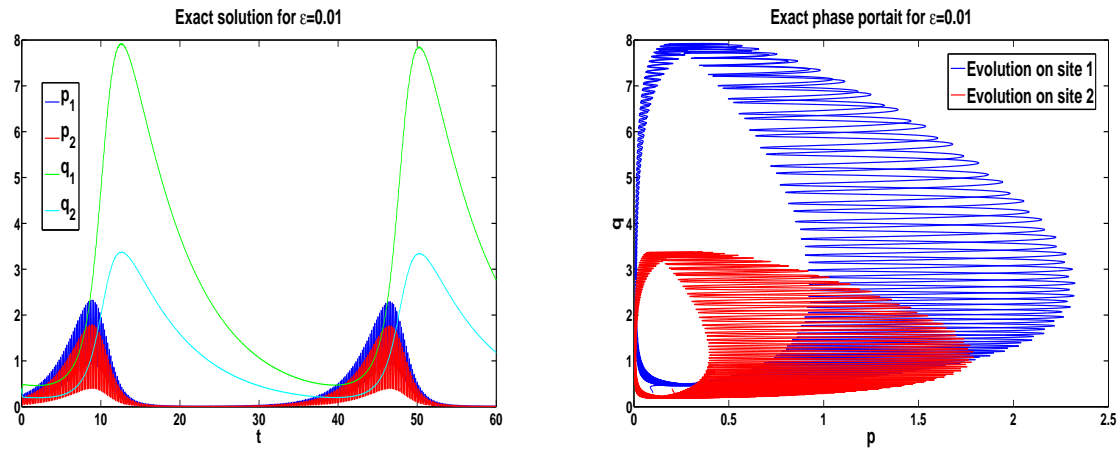 Exact solution for ε=0.01
8
7
6
5
4
3
2
1
0
0 10 20 30 40 50 60
t
p1
p2
q1
q2
Exact phase portait for ε=0.01
8
7
6
5
4
3
2
1
0
0 0.5 1 1.5 2 2.5
p
q
Evolution on site 1
Evolution on site 2